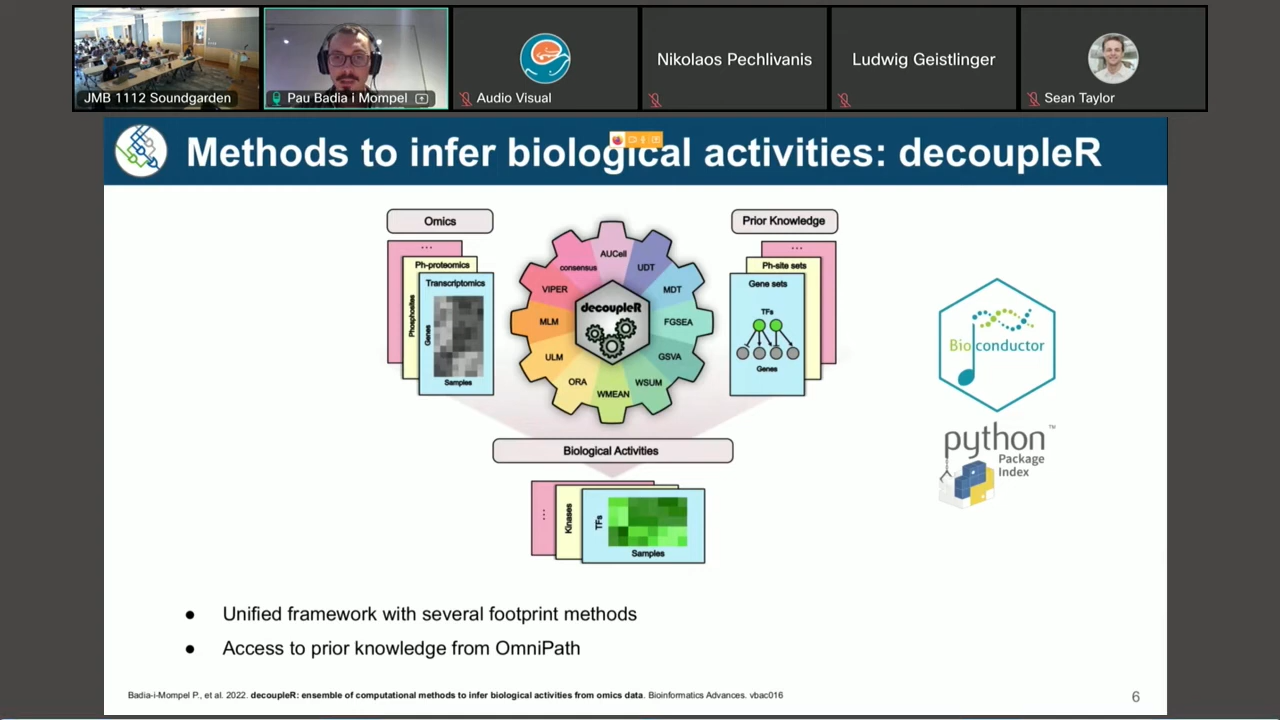 JMB 1112 Soundgarden
Pau Badia i Mompel
Audio Visual
Nikolaos Pechlivanis
Ludwig Geistlinger
Sean Taylor
Methods to infer biological activities: decoupleR
Omics
...
Ph-proteomics
Phosphosites
Transcriptomics
Genes
Samples
AUCell
UDT
MDT
FGSEA
GSVA
WSUM
WMEAN
ORA
ULM
MLM
VIPER
consensus
decoupleR
Prior Knowledge
...
Ph-site sets
Gene sets
TFs
Genes
Biological Activities
...
Kinases
TFs
Samples
Bioconductor
python™
Package
Index
● Unified framework with several footprint methods
● Access to prior knowledge from OmniPath
Badia-i-Mompel P., et al. 2022. decoupleR: ensemble of computational methods to infer biological activities from omics data. Bioinformatics Advances. vbac016
6